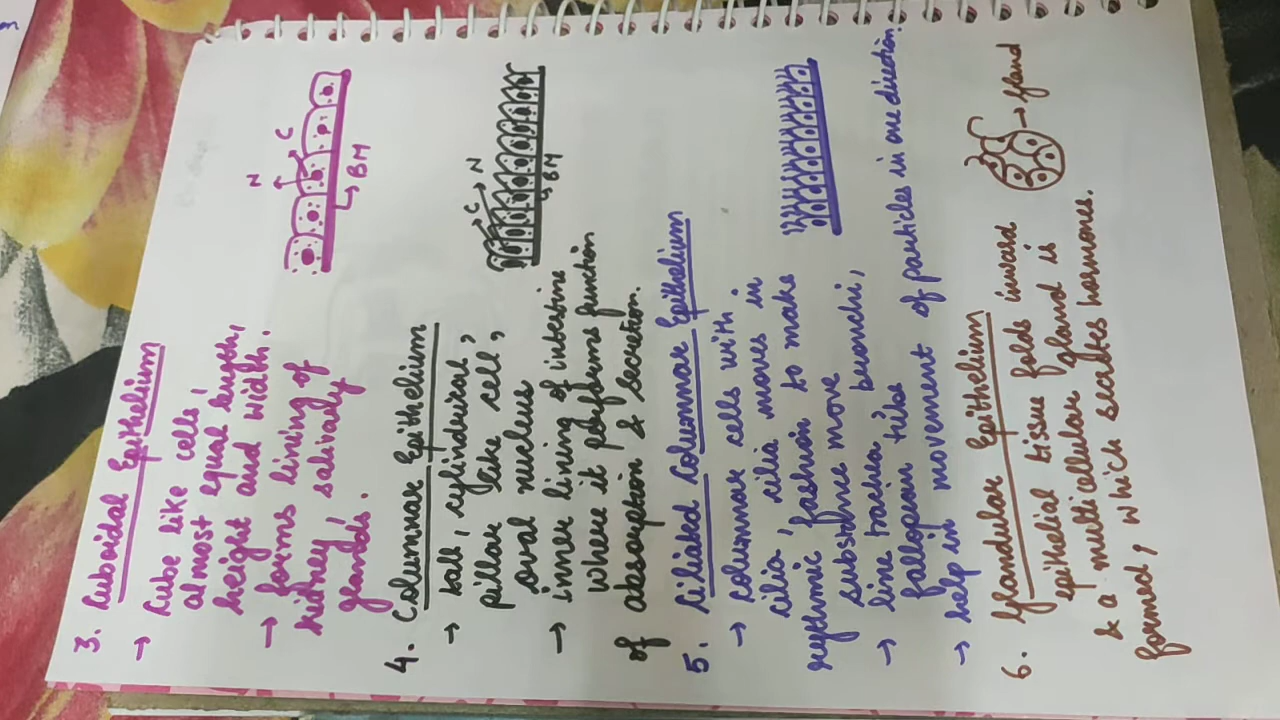 3. Cuboidal Epithelium
→ Cube like cells,
almost equal length,
height and width.
→ forms lining of
kidney, salivary
glands.
N
C
BM
4. Columnar Epithelium
→ tall, cylindrical,
pillar like cell,
oval nucleus
→ inner lining of intestine
where it performs function
of absorption & secretion.
C
N
BM
5. Ciliated Columnar Epithelium
→ columnar cells with
cilia, cilia moves in
rythmic fashion to make
substance move
→ line trachea, bronchi,
fallopian tube
→ help in movement of particles in one direction.
6. Glandular Epithelium
epithelial tissue folds inward
& a multicellular gland is
formed, which secretes hormones.
→ gland